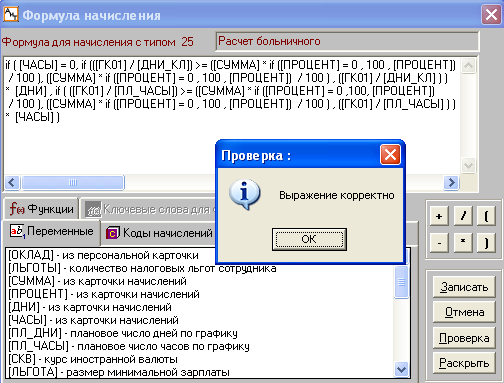 Формула начисления
Формула для начисления с типом 25 Расчет больничного
if ( [ЧАСЫ] = 0, if (([ГК01] / [ДНИ_КЛ]) >= ([СУММА] * if ([ПРОЦЕНТ] = 0 , 100 , [ПРОЦЕНТ])
/ 100 ), ([СУММА] * if ([ПРОЦЕНТ] = 0 , 100 , [ПРОЦЕНТ]) / 100 ) , ([ГК01] / [ДНИ_КЛ] ) )
* [ДНИ] , if ( ([ГК01] / [ПЛ_ЧАСЫ]) >= ([СУММА] * if ([ПРОЦЕНТ] = 0 ,100, [ПРОЦЕНТ])
/ 100 ), ([СУММА] * if ([ПРОЦЕНТ] = 0 , 100 , [ПРОЦЕНТ]) / 100 ) , ([ГК01] / [ПЛ_ЧАСЫ] ) )
* [ЧАСЫ] )
Проверка :
Выражение корректно
OK
f(x) Функции
Ключевые слова для
Переменные
Коды начислений
[ОКЛАД] - из персональной карточки
[ЛЬГОТЫ] - количество налоговых льгот сотрудника
[СУММА] - из карточки начислений
[ПРОЦЕНТ] - из карточки начислений
[ДНИ] - из карточки начислений
[ЧАСЫ] - из карточки начислений
[ПЛ_ДНИ] - плановое число дней по графику
[ПЛ_ЧАСЫ] - плановое число часов по графику
[СКВ] - курс иностранной валюты
[ЛЬГОТА] - размер минимальной зарплаты
+ / (
- * )
Записать
Отмена
Проверка
Раскрыть